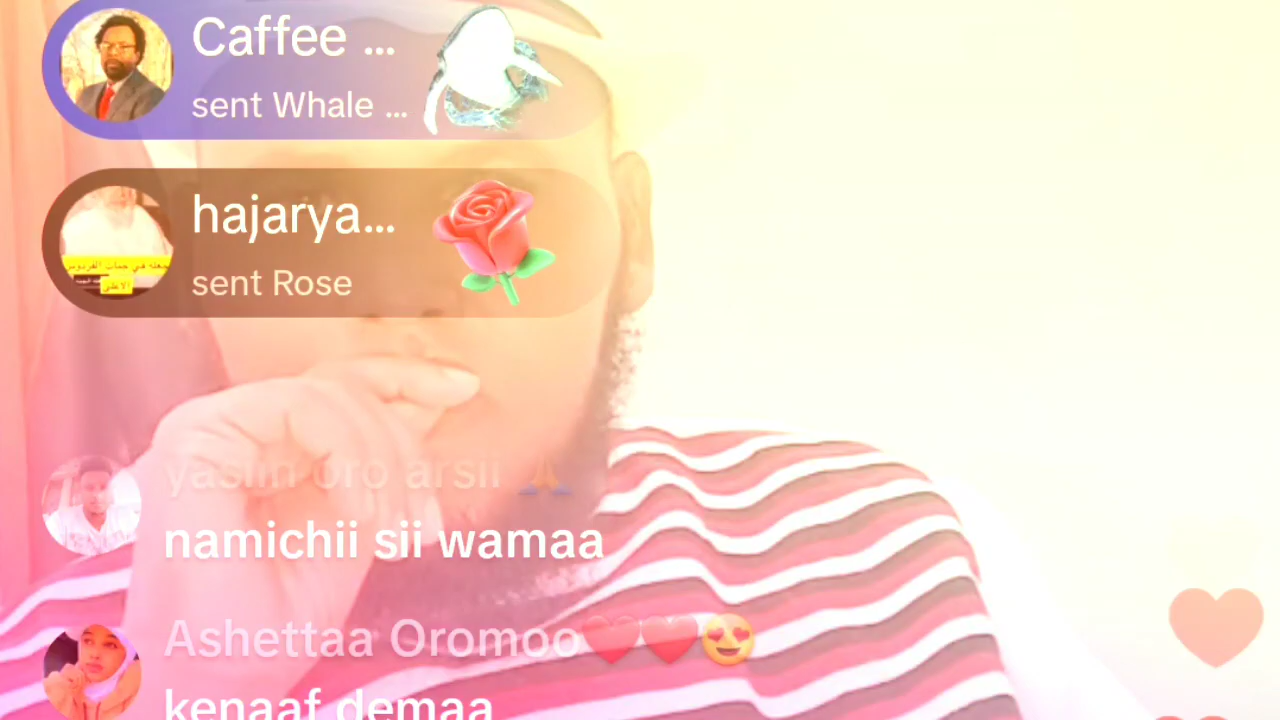 Caffee ...
sent Whale ...
hajarya...
sent Rose
yasiin oro arsii 🙏
namichii sii wamaa
Ashettaa Oromoo❤️❤️😍
kenaaf demaa